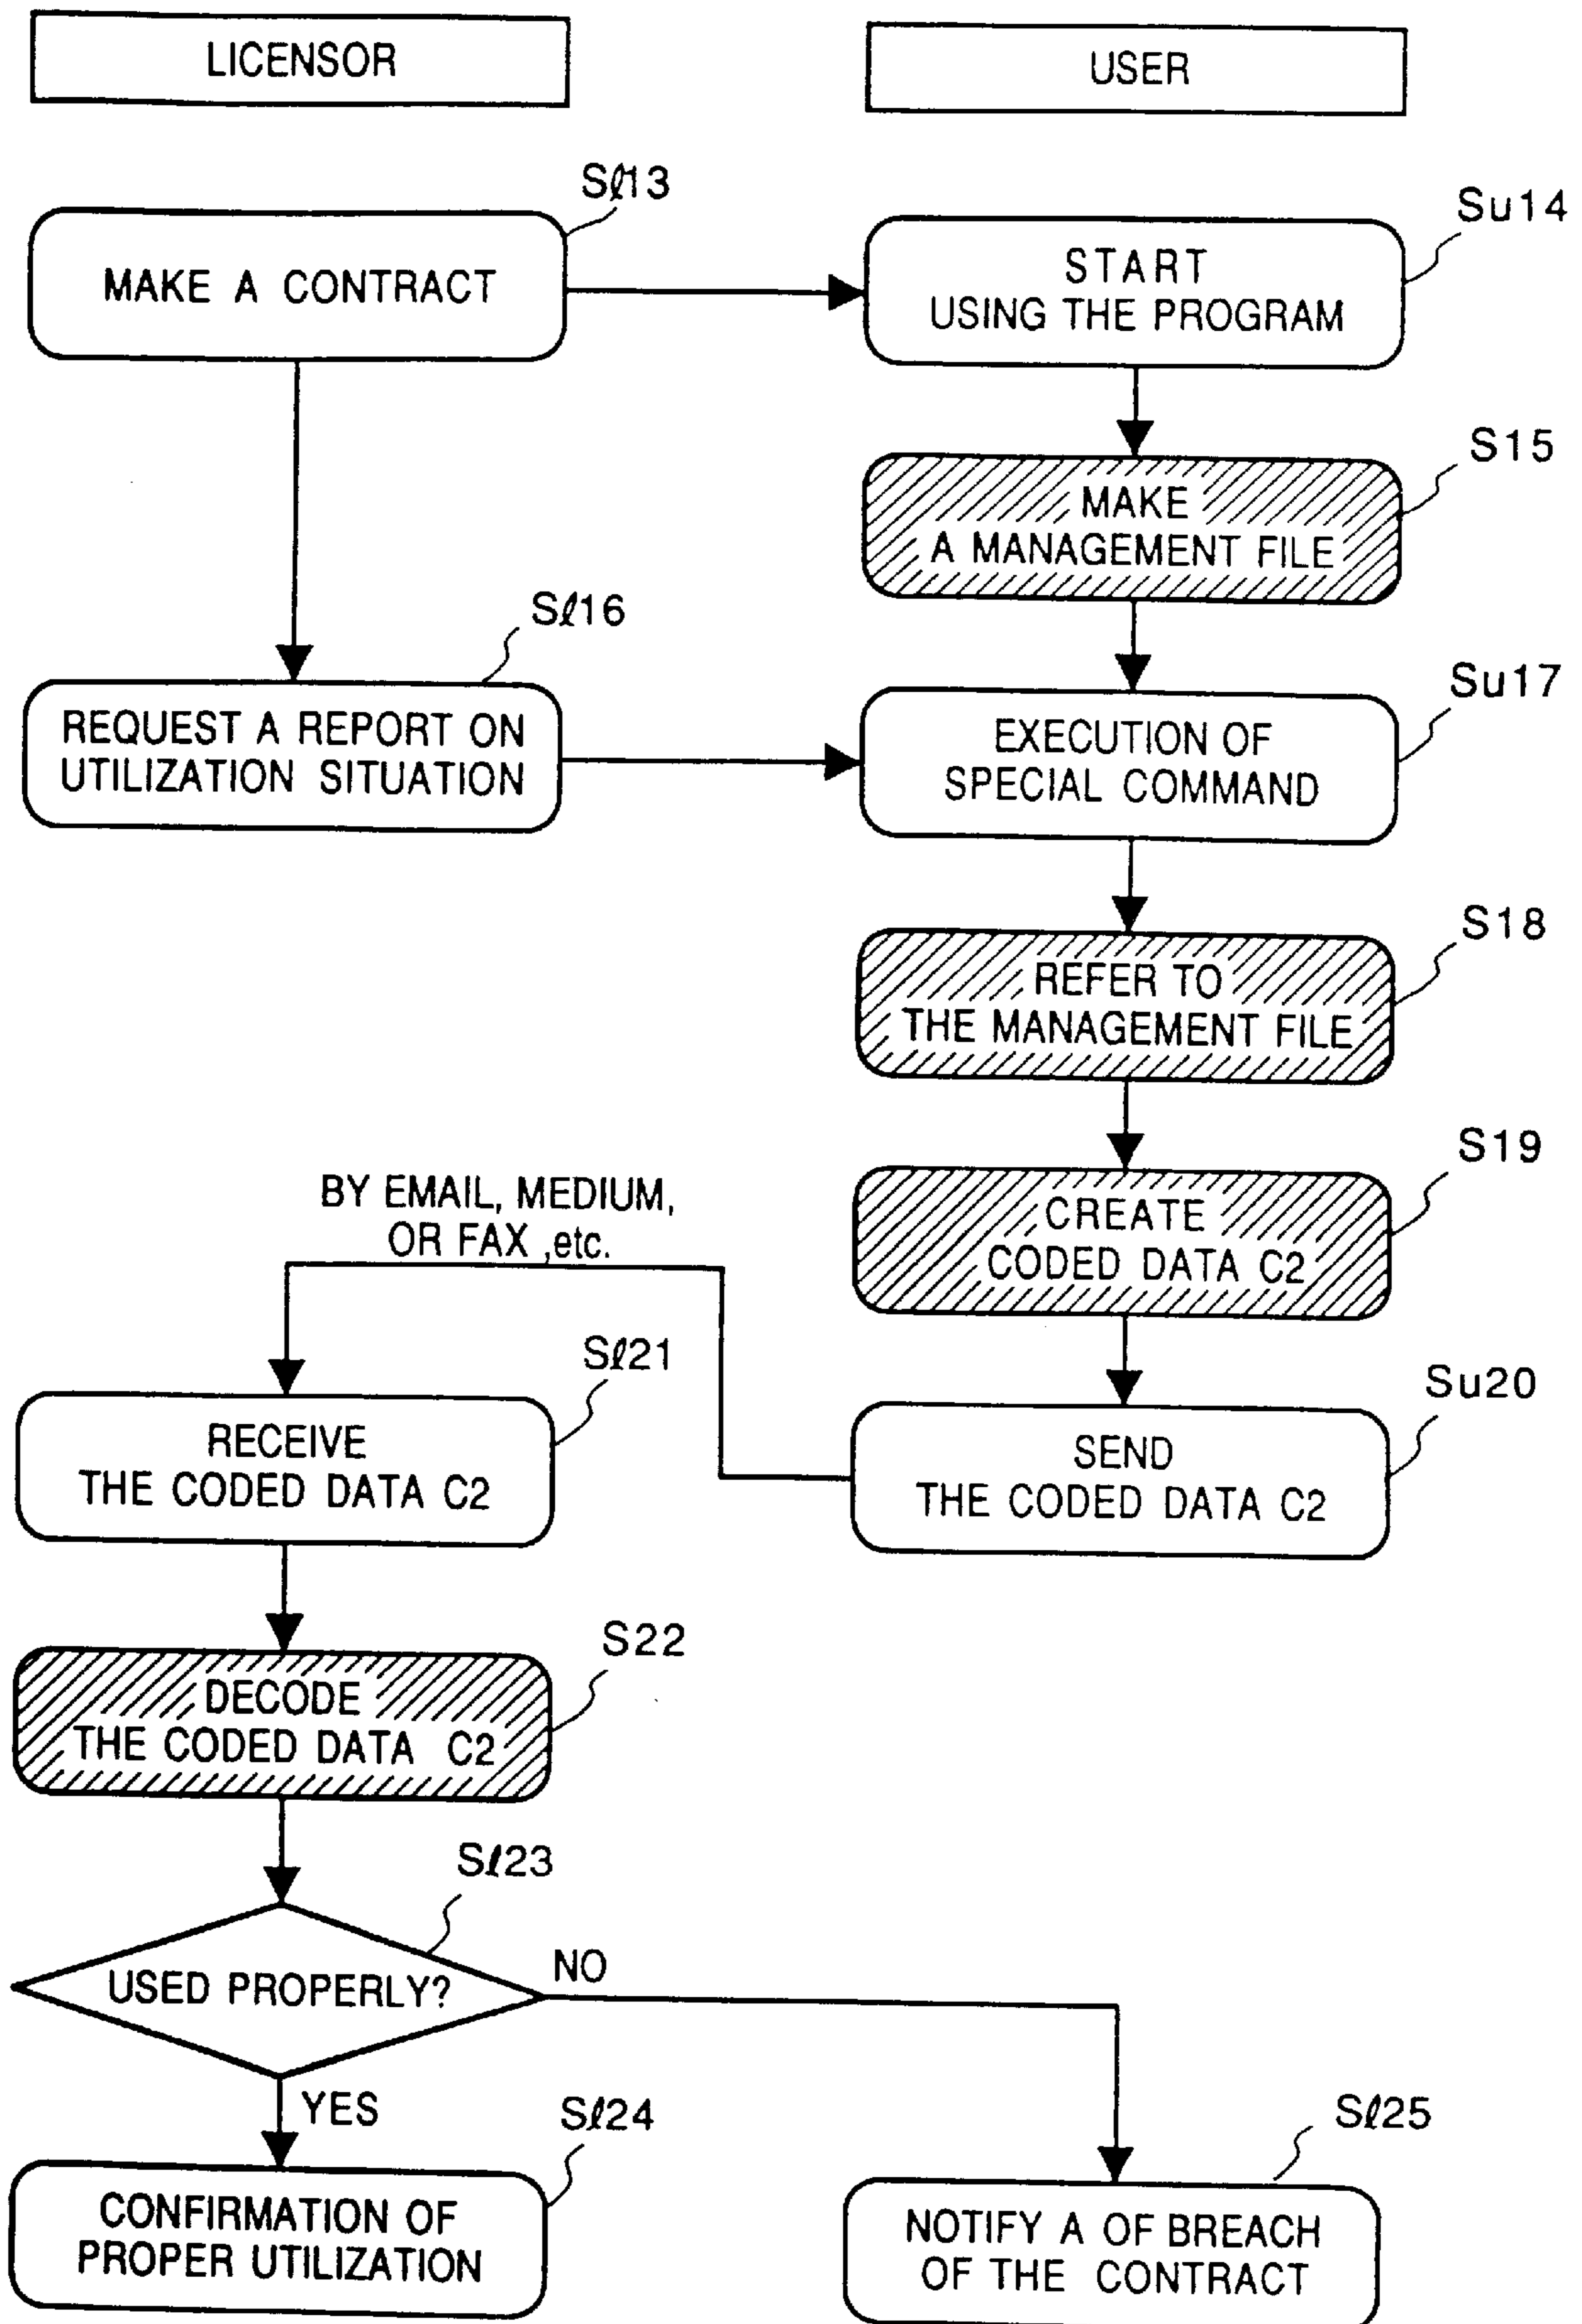 LICENSOR
USER
Sℓ13
MAKE A CONTRACT
Su14
START
USING THE PROGRAM
S15
MAKE
A MANAGEMENT FILE
Sℓ16
REQUEST A REPORT ON
UTILIZATION SITUATION
Su17
EXECUTION OF
SPECIAL COMMAND
S18
REFER TO
THE MANAGEMENT FILE
S19
CREATE
CODED DATA C2
BY EMAIL, MEDIUM,
OR FAX ,etc.
Su20
SEND
THE CODED DATA C2
Sℓ21
RECEIVE
THE CODED DATA C2
S22
DECODE
THE CODED DATA C2
Sℓ23
USED PROPERLY?
NO
YES
Sℓ24
CONFIRMATION OF
PROPER UTILIZATION
Sℓ25
NOTIFY A OF BREACH
OF THE CONTRACT